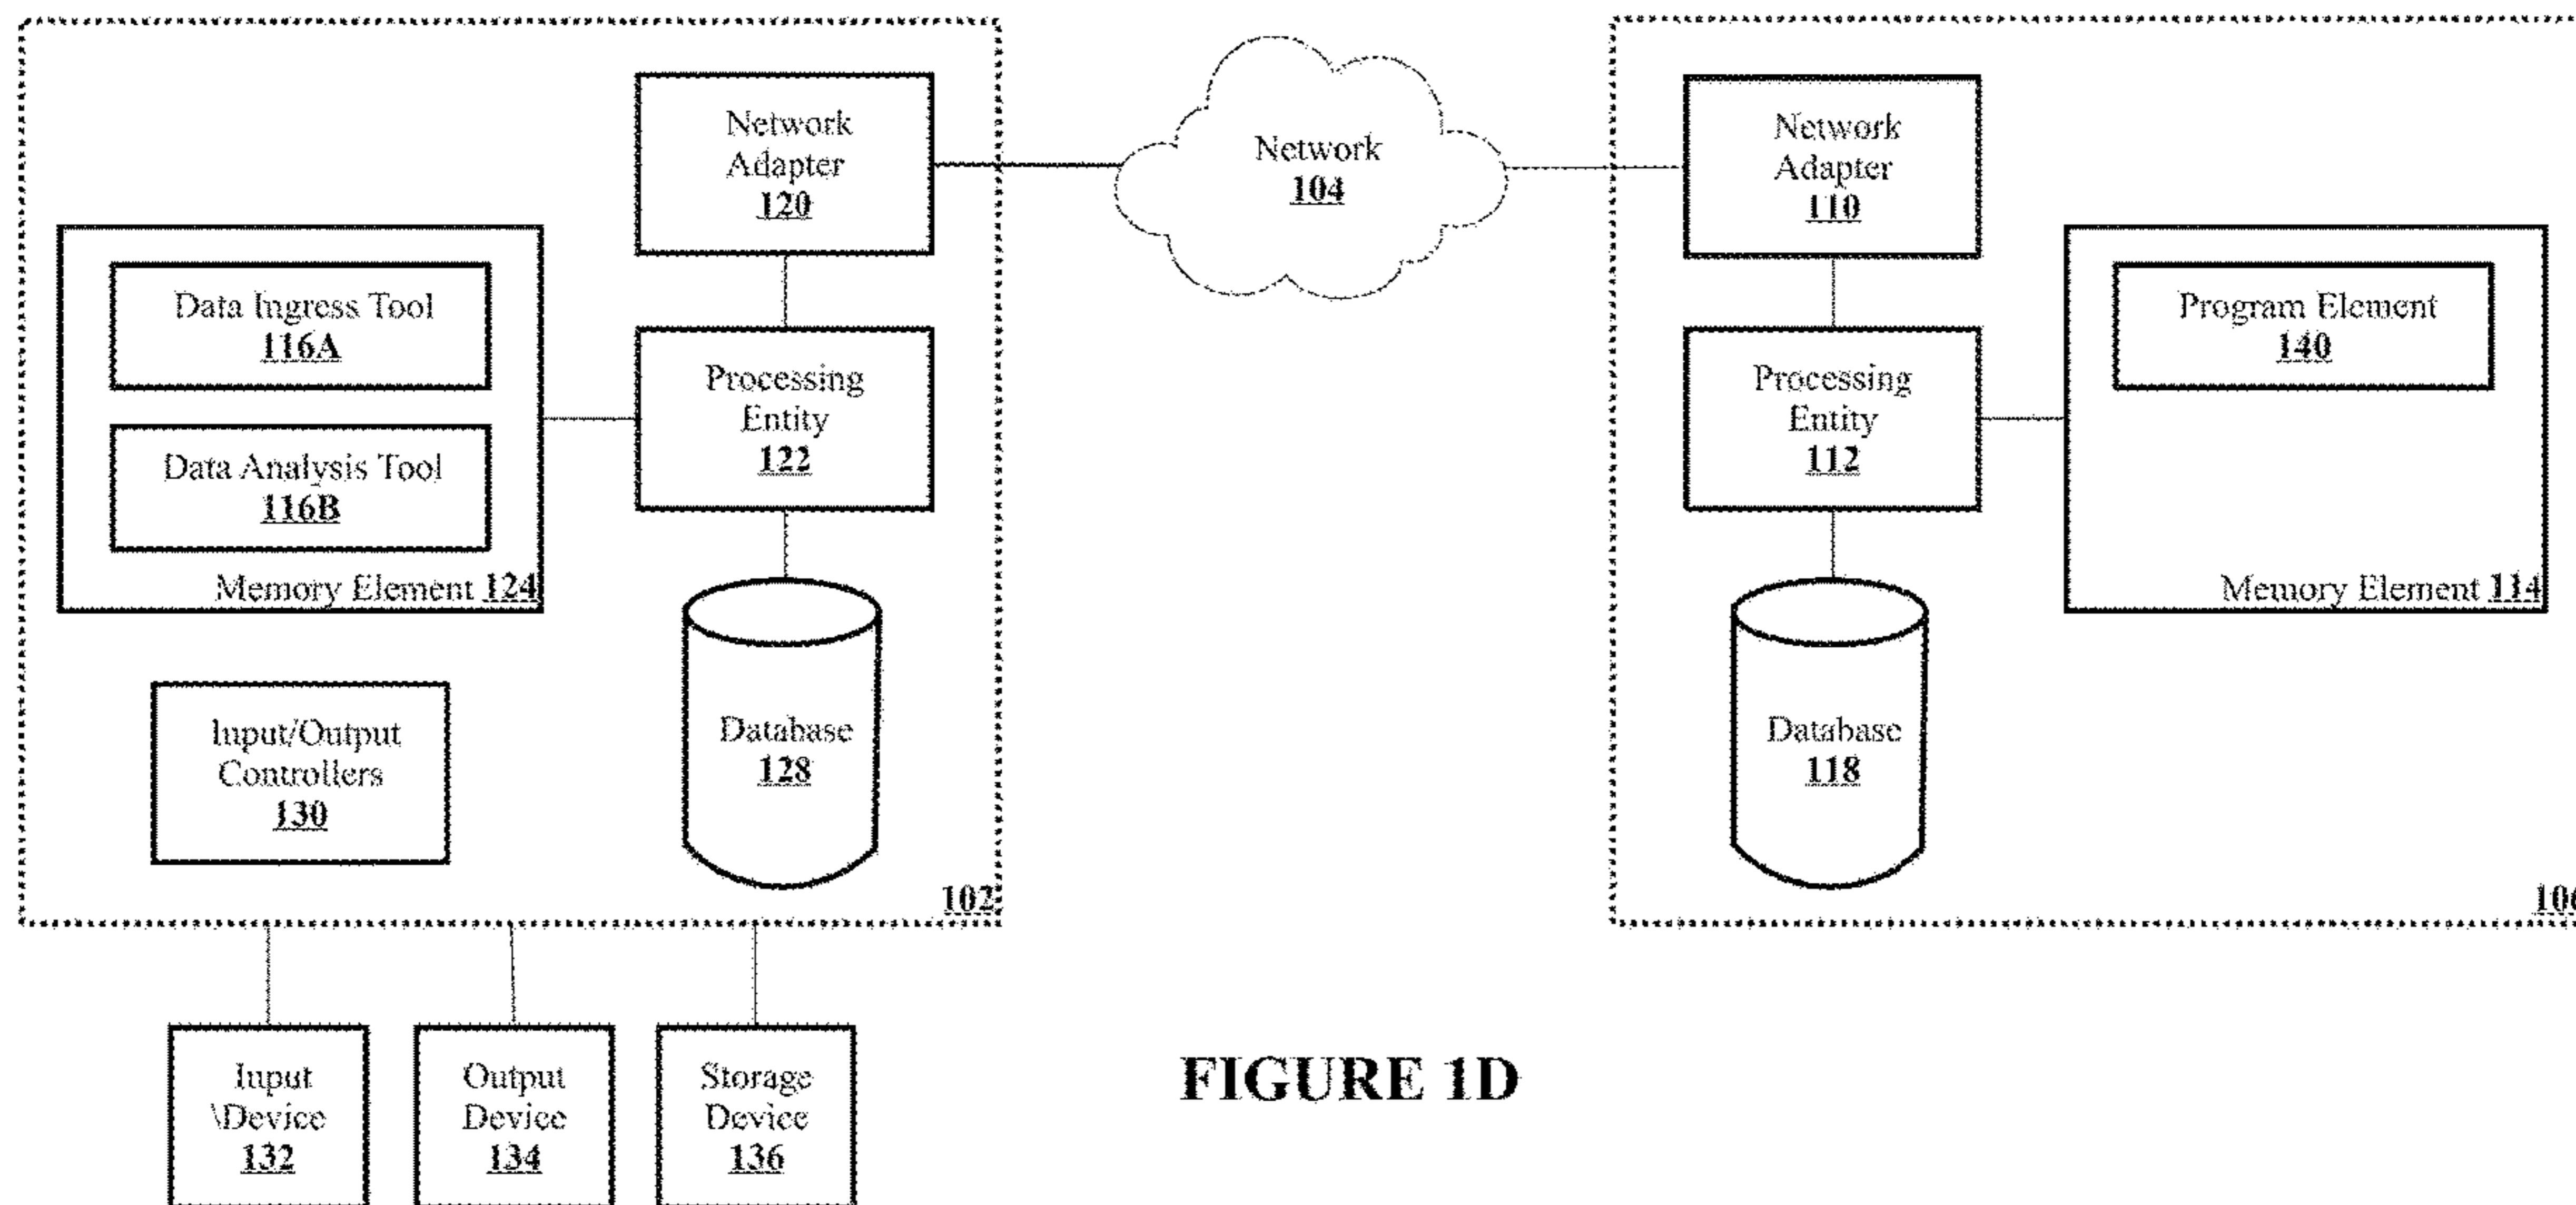 Network
Adapter
120
Data Ingress Tool
116A
Data Analysis Tool
116B
Memory Element 124
Processing
Entity
122
Input/Output
Controllers
130
Database
128
102
Input
\Device
132
Output
Device
134
Storage
Device
136
Network
104
Network
Adapter
110
Processing
Entity
112
Program Element
140
Memory Element 114
Database
118
106
FIGURE 1D